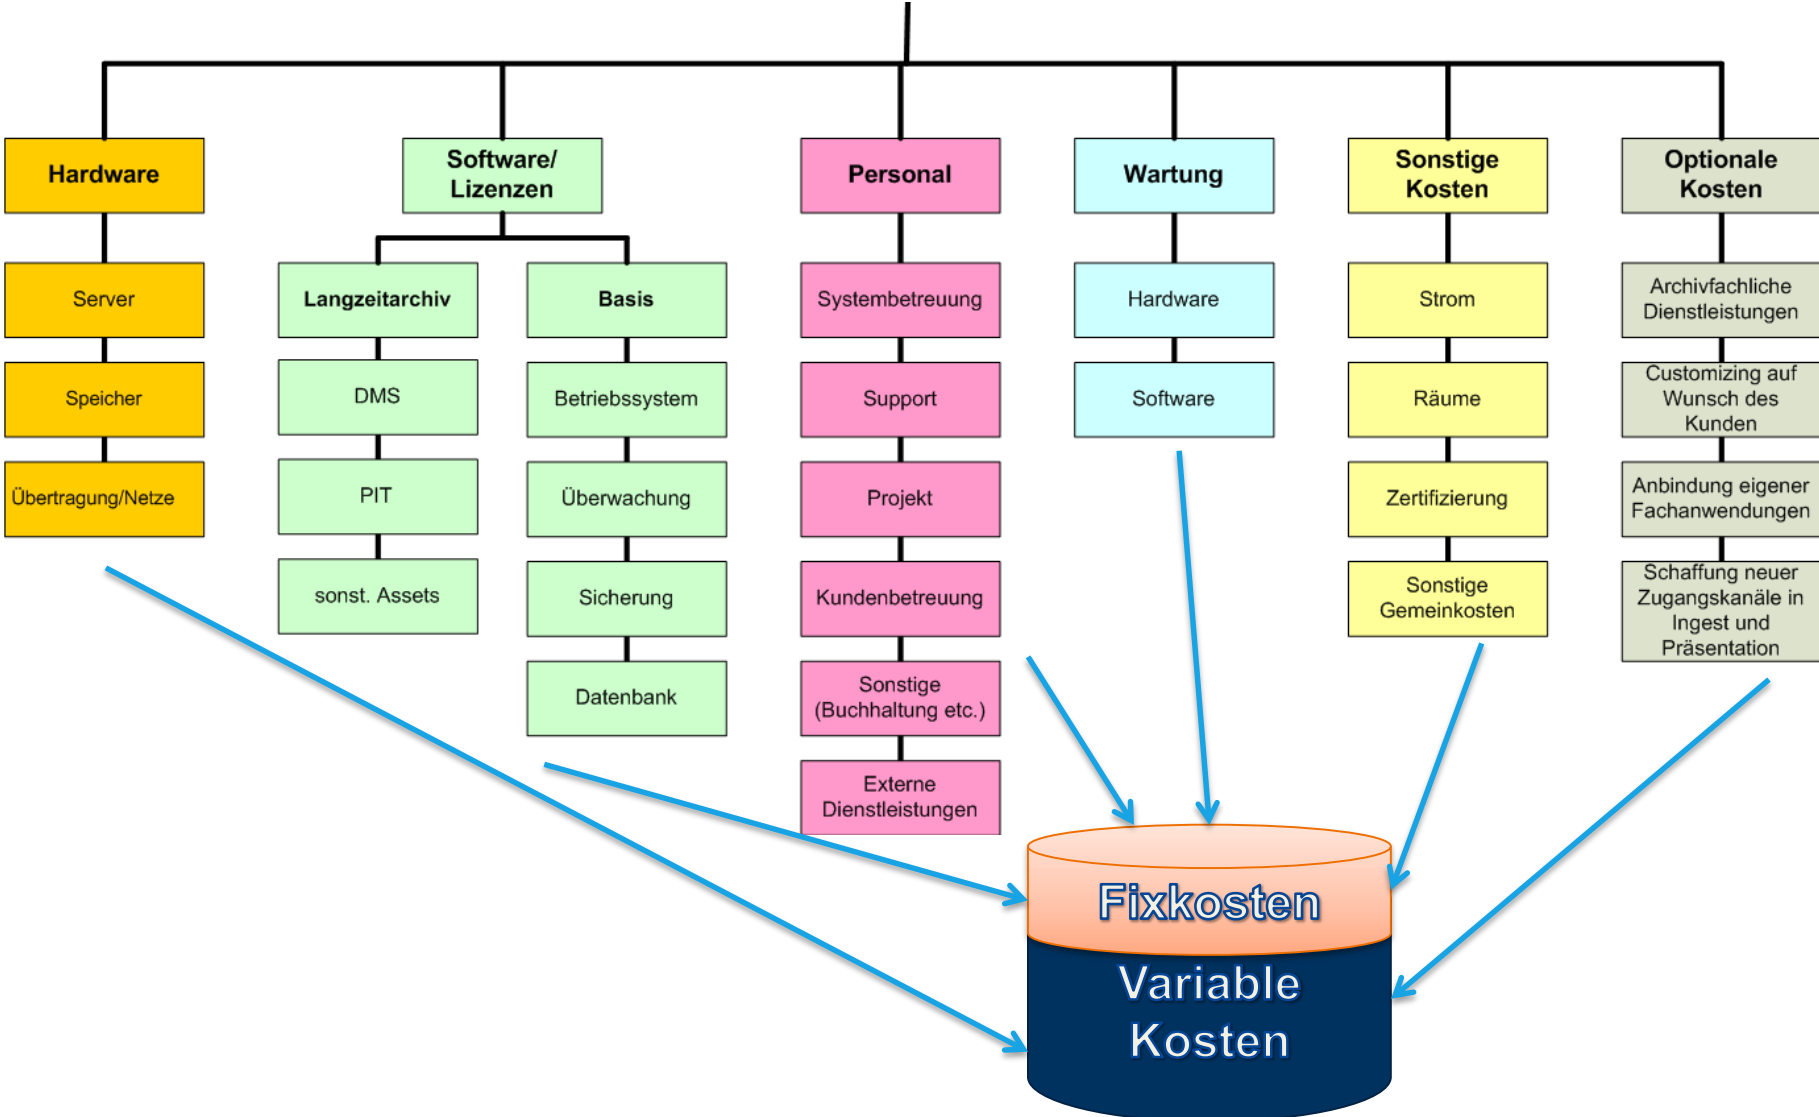 Hardware
Server
Speicher
Übertragung/Netze
Software/
Lizenzen
Langzeitarchiv
DMS
PIT
sonst. Assets
Basis
Betriebssystem
Überwachung
Sicherung
Datenbank
Personal
Systembetreuung
Support
Projekt
Kundenbetreuung
Sonstige
(Buchhaltung etc.)
Externe
Dienstleistungen
Wartung
Hardware
Software
Sonstige
Kosten
Strom
Räume
Zertifizierung
Sonstige
Gemeinkosten
Optionale
Kosten
Archivfachliche
Dienstleistungen
Customizing auf
Wunsch des
Kunden
Anbindung eigener
Fachanwendungen
Schaffung neuer
Zugangskanäle in
Ingest und
Präsentation
Fixkosten
Variable
Kosten